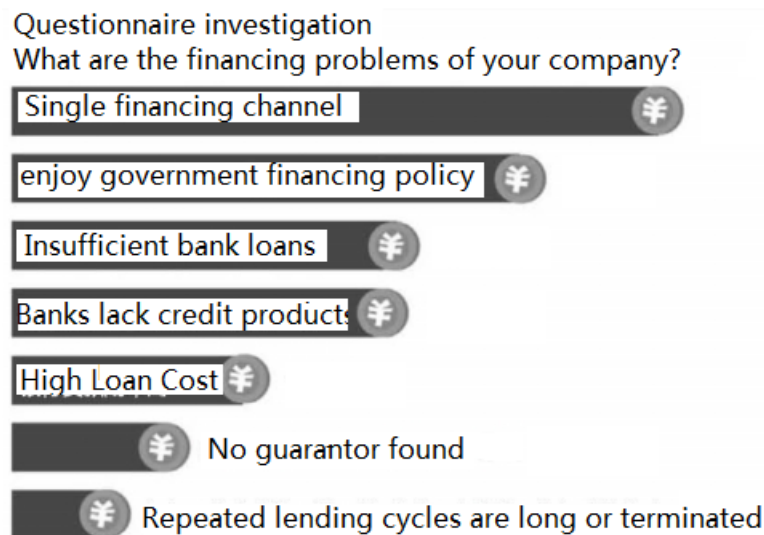 Questionnaire investigation
What are the financing problems of your company?
Single financing channel
¥
enjoy government financing policy
¥
Insufficient bank loans
¥
Banks lack credit products
¥
High Loan Cost
¥
¥ No guarantor found
¥ Repeated lending cycles are long or terminated